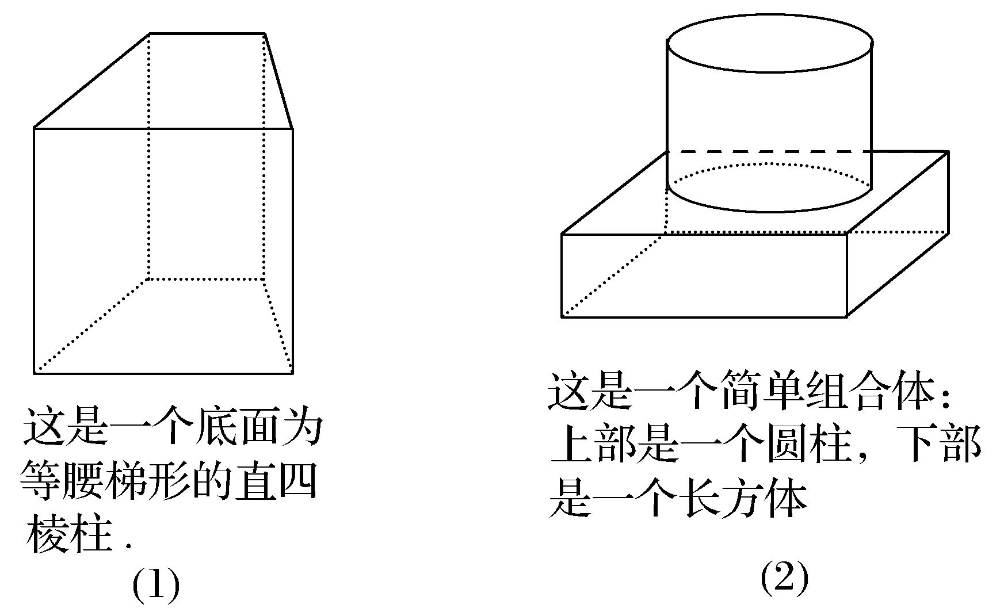 这是一个底面为
等腰梯形的直四
棱柱.
(1)
这是一个简单组合体：
上部是一个圆柱，下部
是一个长方体
(2)